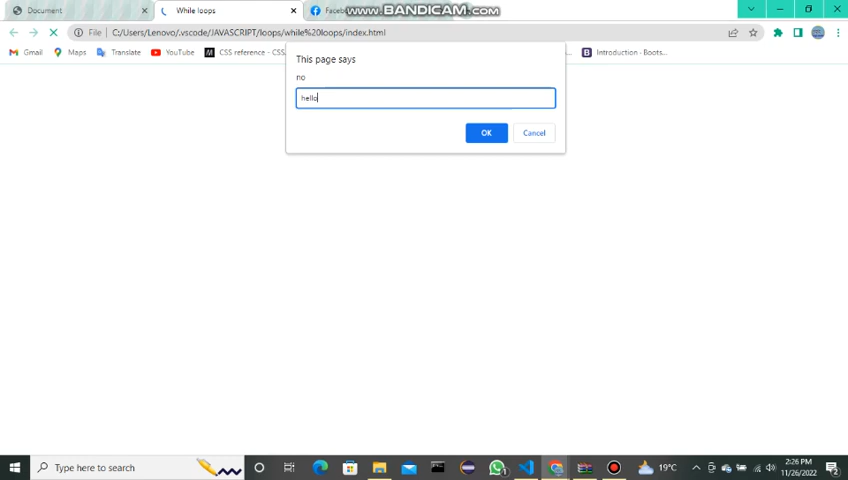 www.BANDICAM.com
Document
While loops
Faceb
File C:/Users/Lenovo/.vscode/JAVASCRIPT/loops/while%20loops/index.html
Gmail
Maps
Translate
YouTube
CSS reference - CSS
Introduction · Boots...
This page says
no
hello
OK
Cancel
Type here to search
19°C
2:26 PM
11/26/2022